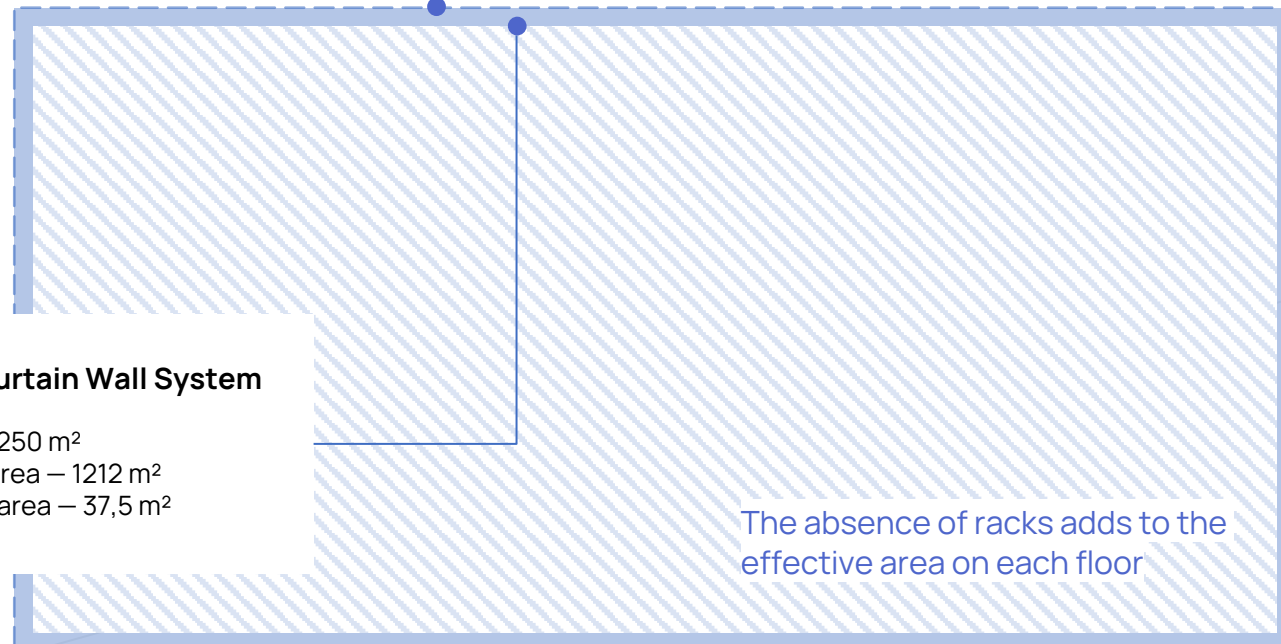 urtain Wall System
250 m²
rea — 1212 m²
area — 37,5 m²
The absence of racks adds to the
effective area on each floor